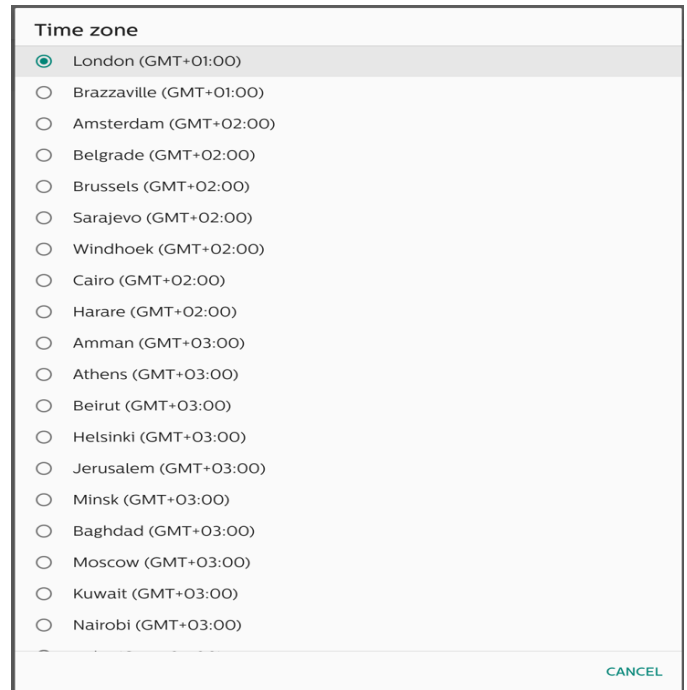 Time zone
London (GMT+01:00)
Brazzaville (GMT+01:00)
Amsterdam (GMT+02:00)
Belgrade (GMT+02:00)
Brussels (GMT+02:00)
Sarajevo (GMT+02:00)
Windhoek (GMT+02:00)
Cairo (GMT+02:00)
Harare (GMT+02:00)
Amman (GMT+03:00)
Athens (GMT+03:00)
Beirut (GMT+03:00)
Helsinki (GMT+03:00)
Jerusalem (GMT+03:00)
Minsk (GMT+03:00)
Baghdad (GMT+03:00)
Moscow (GMT+03:00)
Kuwait (GMT+03:00)
Nairobi (GMT+03:00)
CANCEL